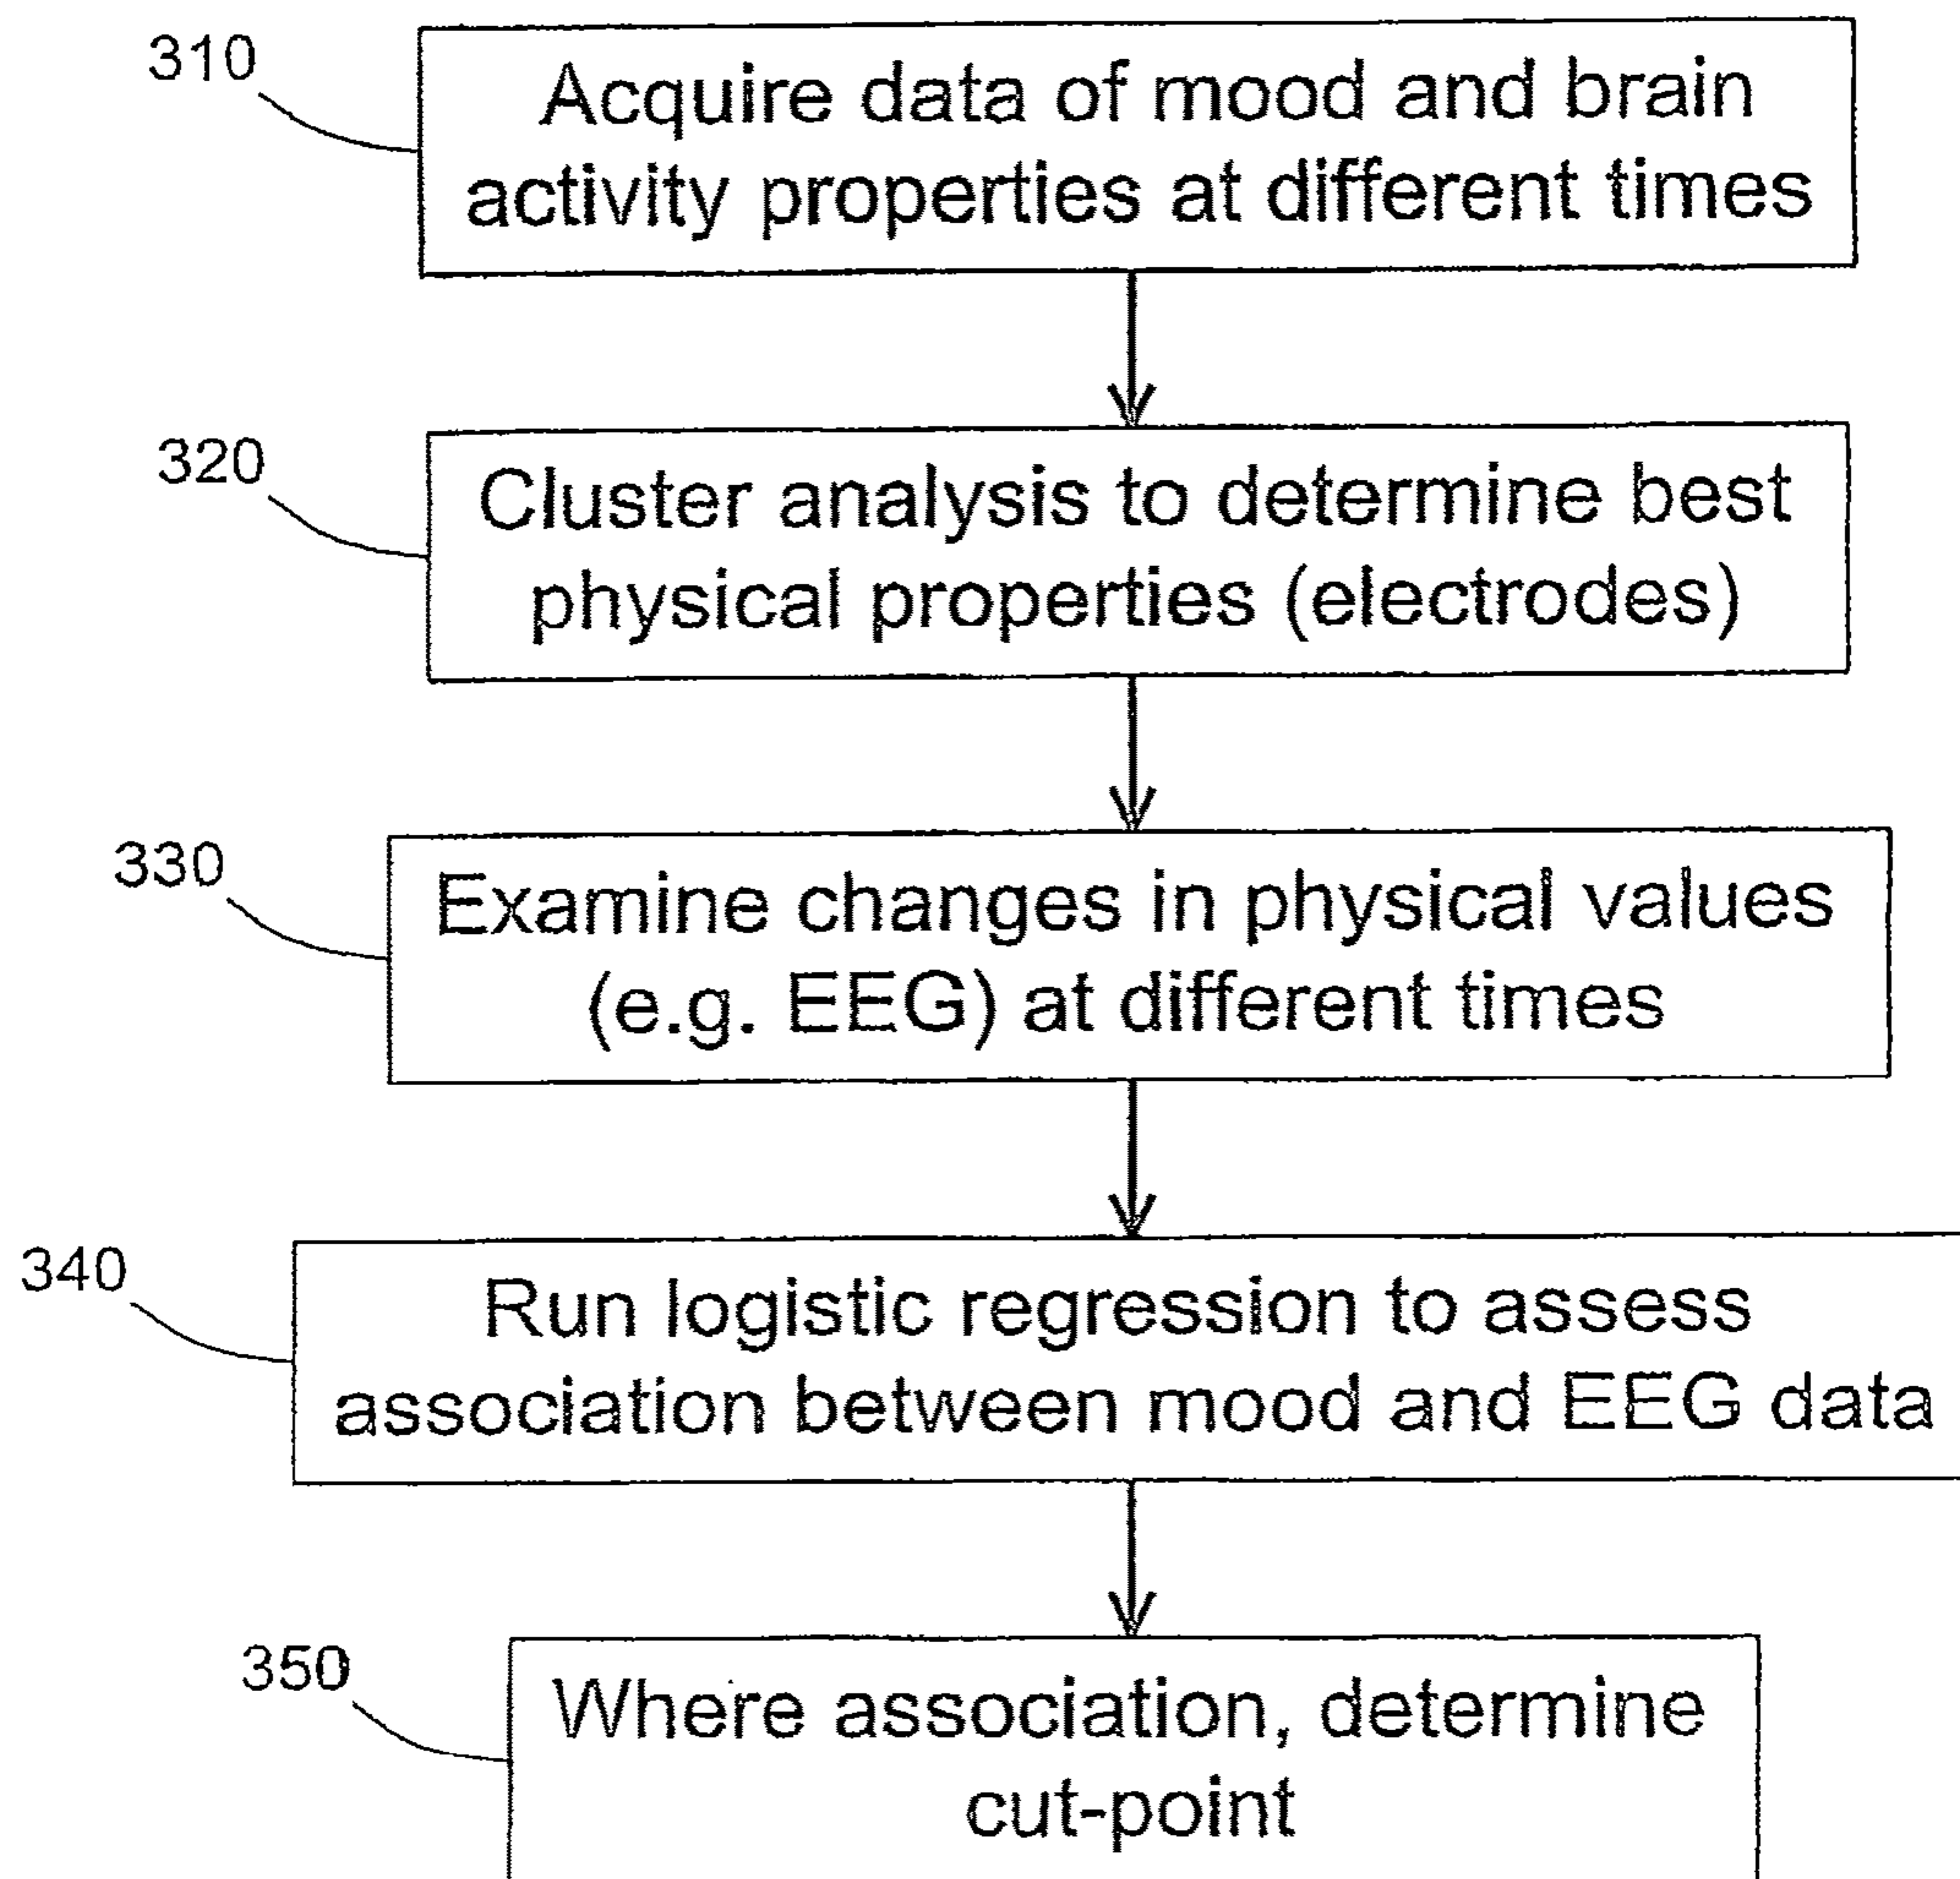 310
Acquire data of mood and brain
activity properties at different times
320
Cluster analysis to determine best
physical properties (electrodes)
330
Examine changes in physical values
(e.g. EEG) at different times
340
Run logistic regression to assess
association between mood and EEG data
350
Where association, determine
cut-point